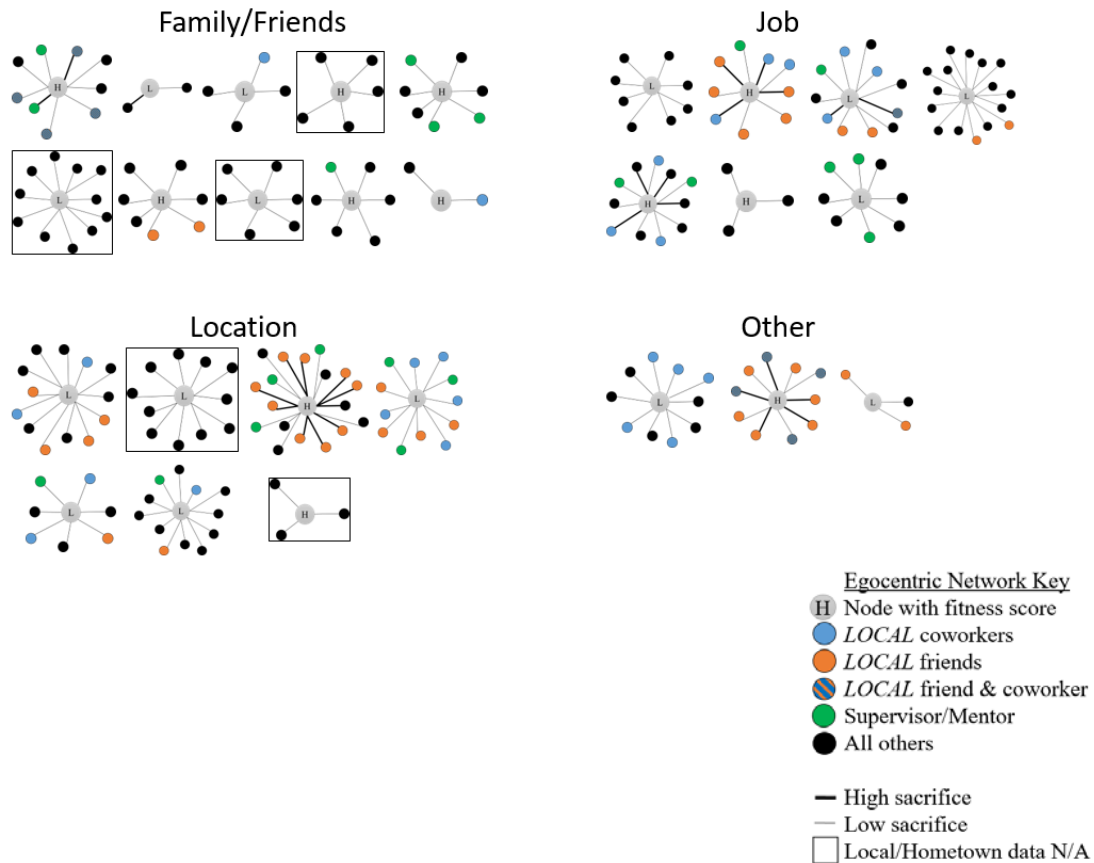 Family/Friends
Job
H
L
L
H
H
L
H
L
L
L
H
L
H
H
H
H
L
Location
Other
L
L
H
L
L
H
L
L
L
H
Egocentric Network Key
H Node with fitness score
LOCAL coworkers
LOCAL friends
LOCAL friend & coworker
Supervisor/Mentor
All others
High sacrifice
Low sacrifice
Local/Hometown data N/A